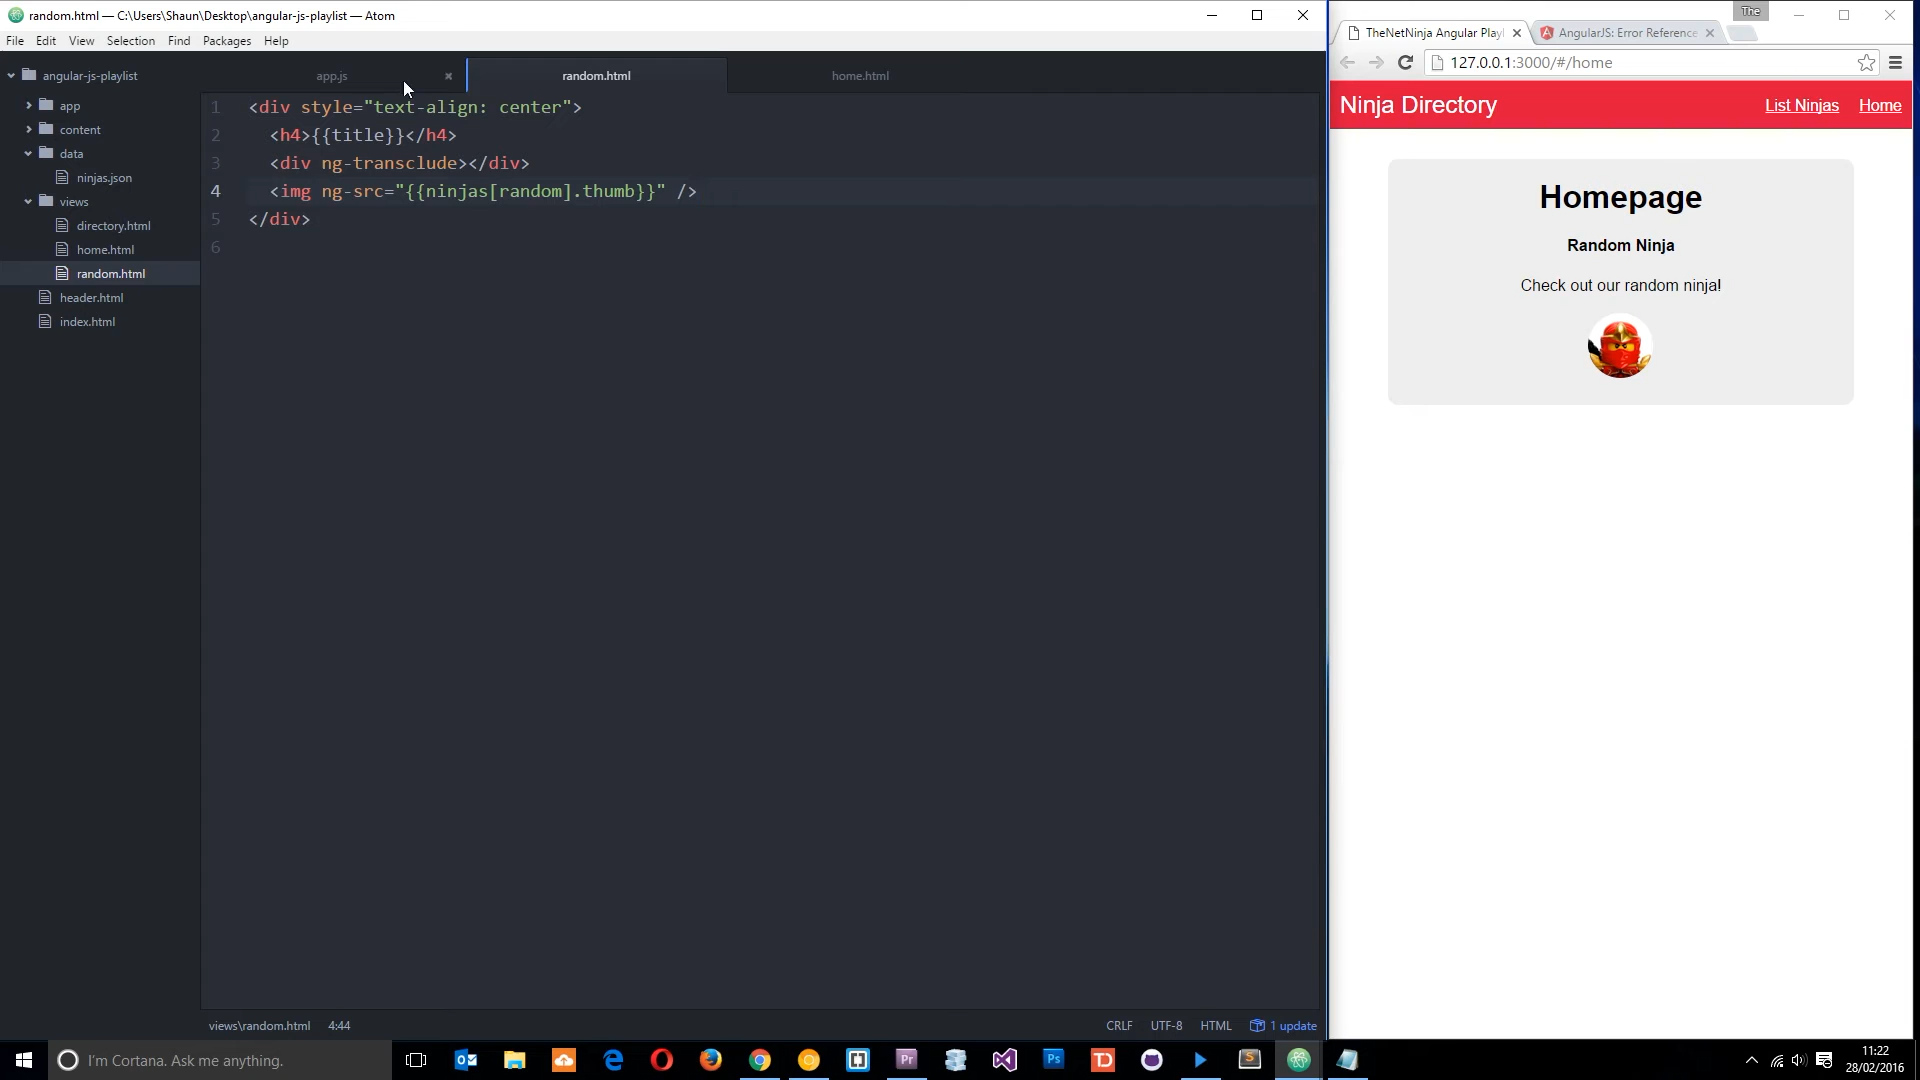 random.html — C:\Users\Shaun\Desktop\angular-js-playlist — Atom
File Edit View Selection Find Packages Help
angular-js-playlist
app
content
data
ninjas.json
views
directory.html
home.html
random.html
header.html
index.html
app.js
random.html
home.html
1 <div style="text-align: center">
2 <h4>{{title}}</h4>
3 <div ng-transclude></div>
4 <img ng-src="{{ninjas[random].thumb}}" />
5 </div>
6
views\random.html 4:44
CRLF UTF-8 HTML 1 update
The
TheNetNinja Angular Playl
AngularJS: Error Reference
127.0.0.1:3000/#/home
Ninja Directory
List Ninjas Home
Homepage
Random Ninja
Check out our random ninja!
I'm Cortana. Ask me anything.
Pr
Ps
TD
S
11:22
28/02/2016